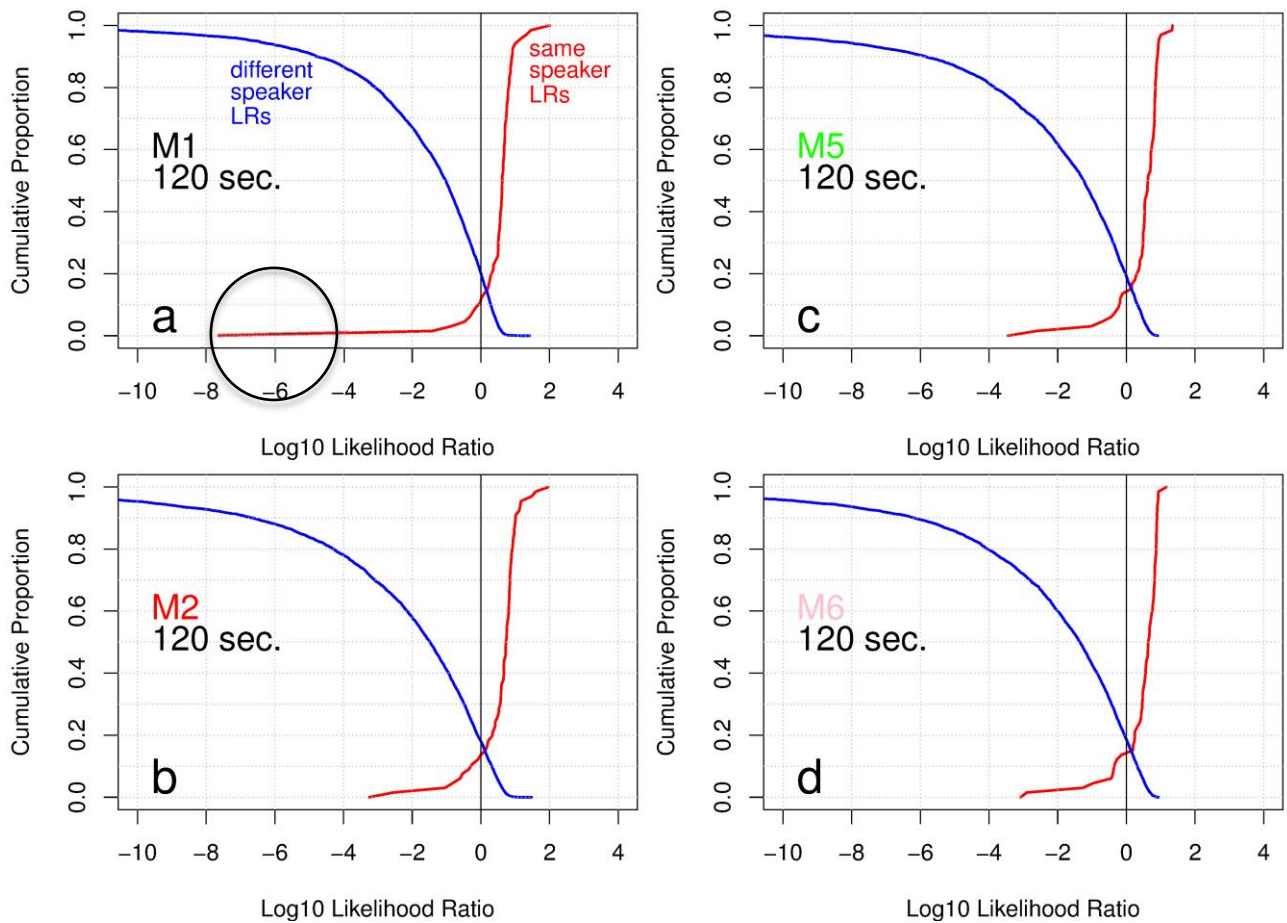 1.0
0.8
0.6
0.4
0.2
0.0
Cumulative Proportion
different
speaker
LRs
same
speaker
LRs
M1
120 sec.
a
−10 −8 −6 −4 −2 0 2 4
Log10 Likelihood Ratio
1.0
0.8
0.6
0.4
0.2
0.0
Cumulative Proportion
M5
120 sec.
c
−10 −8 −6 −4 −2 0 2 4
Log10 Likelihood Ratio
1.0
0.8
0.6
0.4
0.2
0.0
Cumulative Proportion
M2
120 sec.
b
−10 −8 −6 −4 −2 0 2 4
Log10 Likelihood Ratio
1.0
0.8
0.6
0.4
0.2
0.0
Cumulative Proportion
M6
120 sec.
d
−10 −8 −6 −4 −2 0 2 4
Log10 Likelihood Ratio